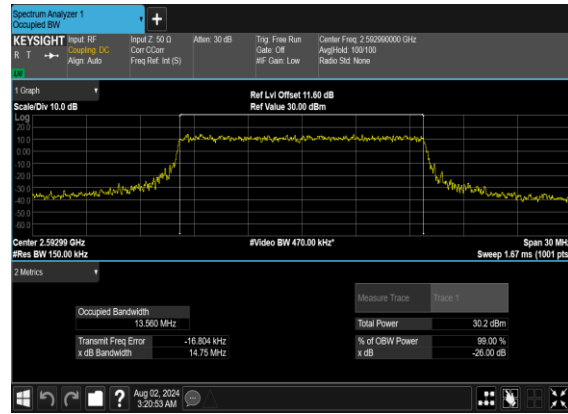 Spectrum Analyzer 1
Occupied BW
+
KEYSIGHT Input: RF Input Z: 50 Ω Atten: 30 dB Trig: Free Run Center Freq: 2.592990000 GHz
R T Coupling: DC Corr CCorr Gate: Off Avg|Hold: 100/100
Align: Auto Freq Ref: Int (S) #IF Gain: Low Radio Std: None
1 Graph Ref Lvl Offset 11.60 dB
Scale/Div 10.0 dB Ref Value 30.00 dBm
Log
20.0
10.0
0.00
-10.0
-20.0
-30.0
-40.0
-50.0
-60.0
Center 2.59299 GHz #Video BW 470.00 kHz* Span 30 MHz
#Res BW 150.00 kHz Sweep 1.67 ms (1001 pts
2 Metrics
Measure Trace Trace 1
Occupied Bandwidth
13.560 MHz Total Power 30.2 dBm
Transmit Freq Error -16.804 kHz % of OBW Power 99.00 %
x dB Bandwidth 14.75 MHz x dB -26.00 dB
? Aug 02, 2024
3:20:53 AM